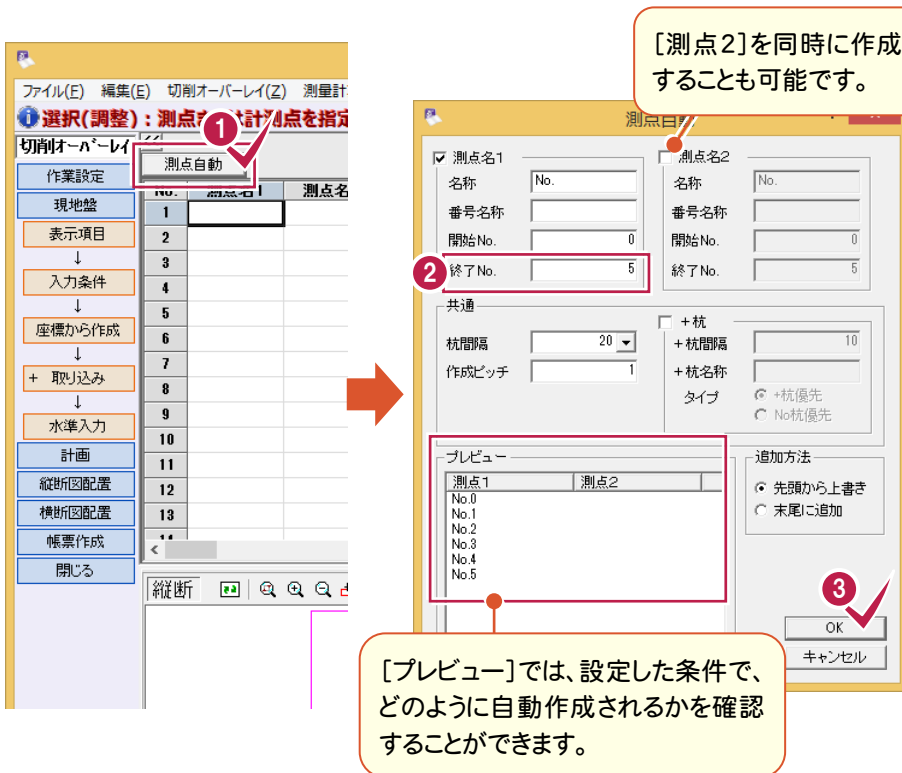 [測点2]を同時に作成
することも可能です。
ファイル(F) 編集(E) 切削オーバーレイ(Z) 測量計
選択(調整):測点
計測点を指定
1
切削オーバーレイ
測点自動
作業設定
現地盤
表示項目
↓
入力条件
↓
座標から作成
↓
+ 取り込み
↓
水準入力
計画
縦断図配置
横断図配置
帳票作成
閉じる
No. 測点名1 測点名
1
2
3
4
5
6
7
8
9
10
11
12
13
14
<
縦断
測点自動
測点名1
名称 No.
番号名称
開始No. 0
2
終了No. 5
測点名2
名称 No.
番号名称
開始No. 0
終了No. 5
共通
杭間隔 20
作成ピッチ 1
+杭
+杭間隔 10
+杭名称
タイプ +杭優先
No杭優先
プレビュー
測点1 測点2
No.0
No.1
No.2
No.3
No.4
No.5
追加方法
先頭から上書き
末尾に追加
3
OK
キャンセル
[プレビュー]では、設定した条件で、
どのように自動作成されるかを確認
することができます。